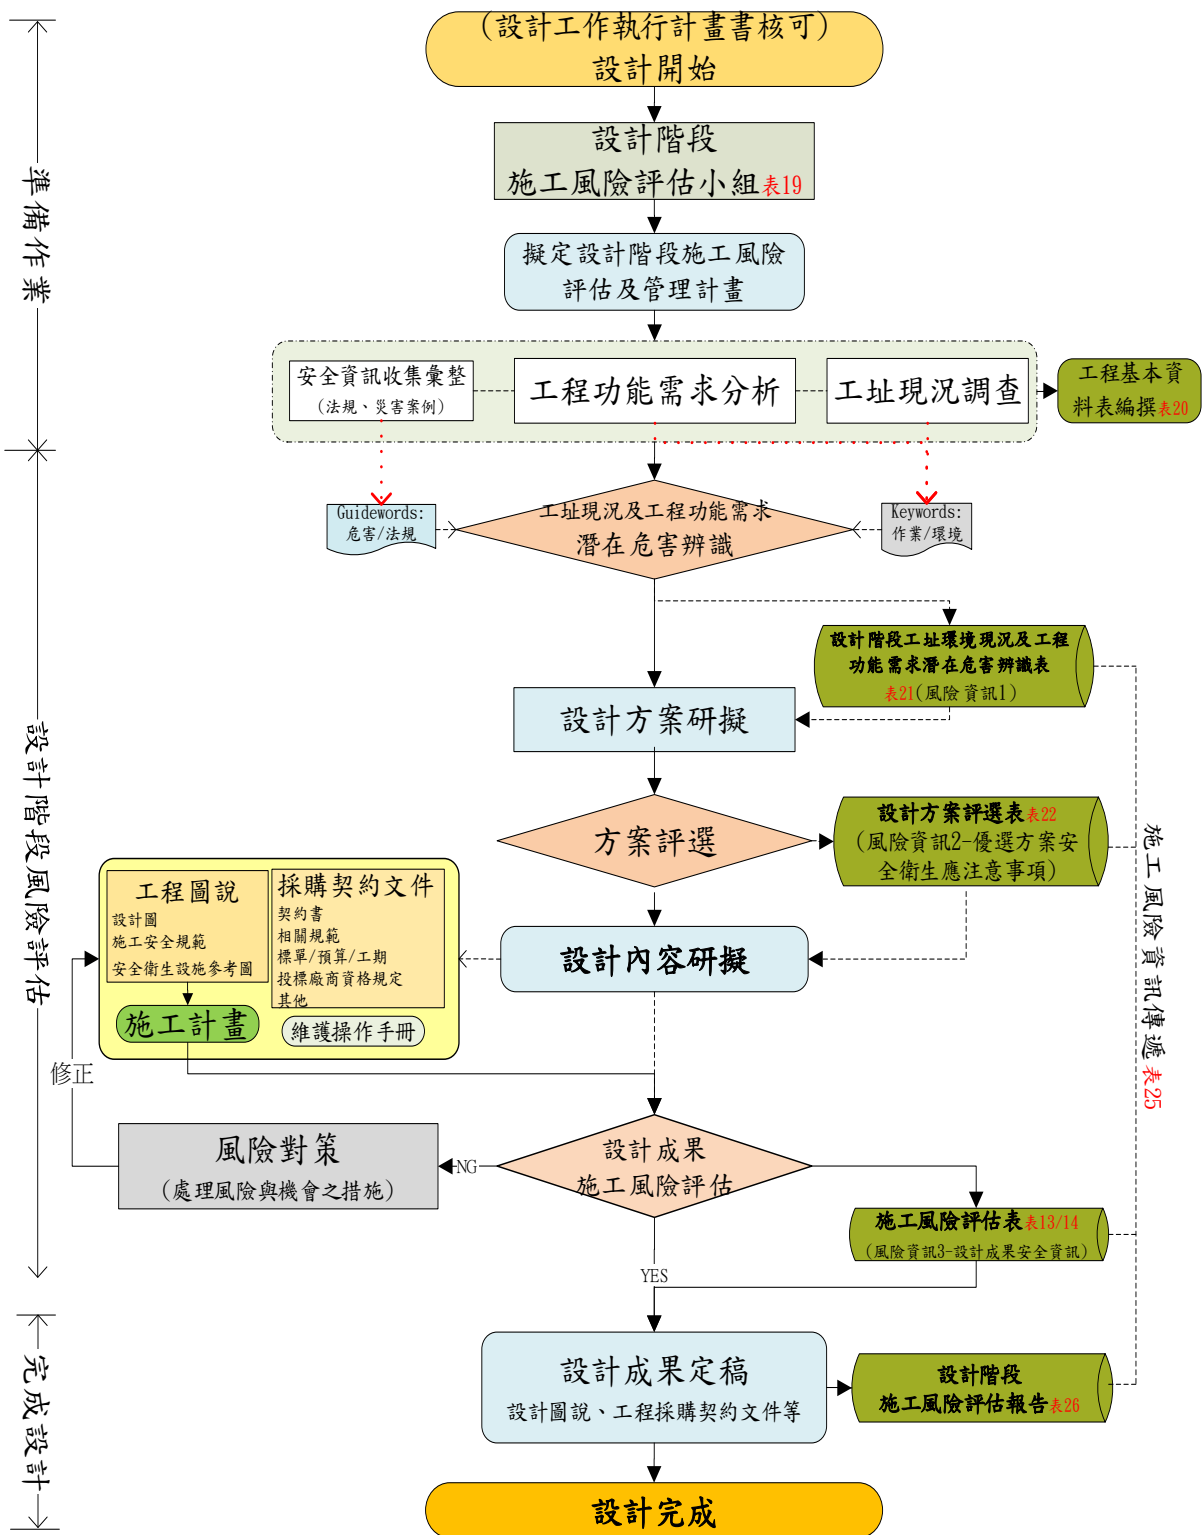 (設計工作執行計畫書核可)
設計開始
設計階段
施工風險評估小組表19
擬定設計階段施工風險
評估及管理計畫
準備作業
安全資訊收集彙整
(法規、災害案例)
工程功能需求分析
工址現況調查
工程基本資
料表編撰表20
Guidewords:
危害/法規
工址現況及工程功能需求
潛在危害辨識
Keywords:
作業/環境
設計階段工址環境現況及工程
功能需求潛在危害辨識表
表21(風險資訊1)
設計方案研擬
設計階段風險評估
方案評選
設計方案評選表表22
(風險資訊2-優選方案安
全衛生應注意事項)
施工風險資訊傳遞表25
工程圖說
設計圖
施工安全規範
安全衛生設施參考圖
採購契約文件
契約書
相關規範
標單/預算/工期
投標廠商資格規定
其他
施工計畫
維護操作手冊
設計內容研擬
修正
風險對策
(處理風險與機會之措施)
NG
設計成果
施工風險評估
施工風險評估表表13/14
(風險資訊3-設計成果安全資訊)
YES
完成設計
設計成果定稿
設計圖說、工程採購契約文件等
設計階段
施工風險評估報告表26
設計完成